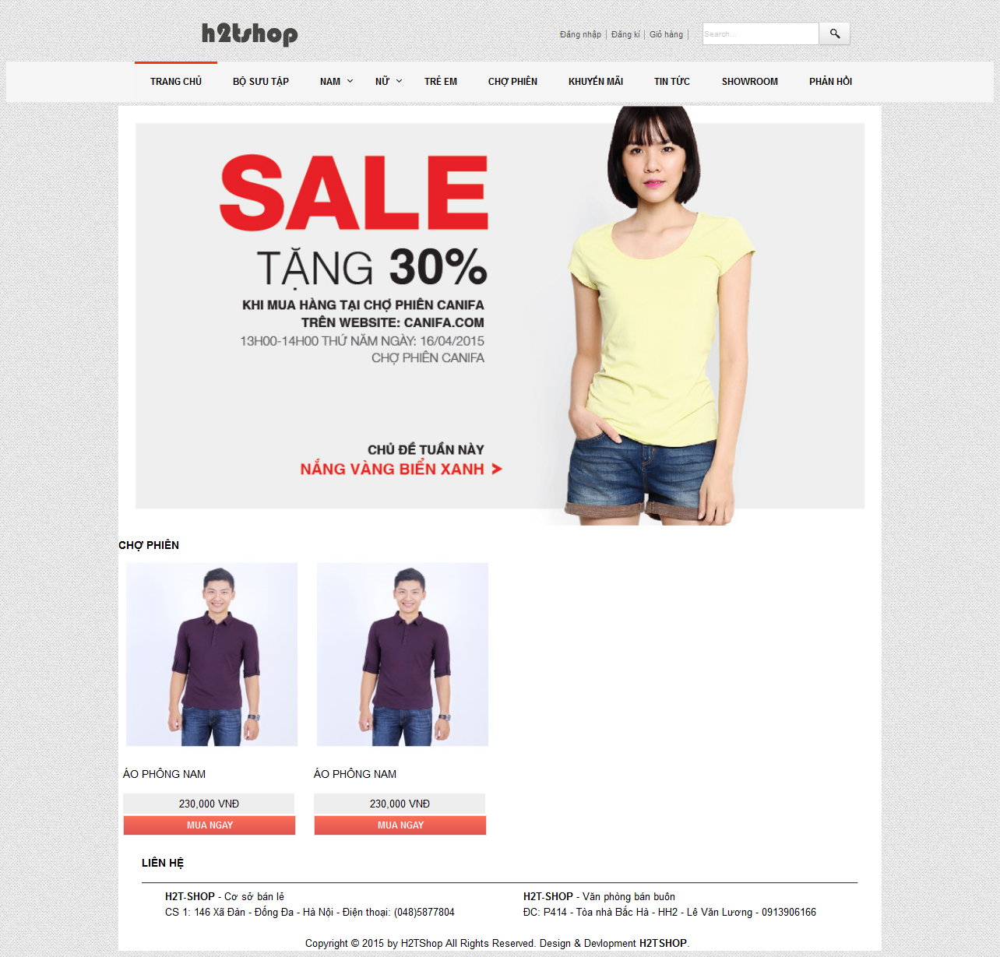 h2tshop
Đăng nhập
Đăng kí
Giỏ hàng
Search...
TRANG CHỦ
BỘ SƯU TẬP
NAM
NỮ
TRẺ EM
CHỢ PHIÊN
KHUYẾN MÃI
TIN TỨC
SHOWROOM
PHẢN HỒI
SALE
TẶNG 30%
KHI MUA HÀNG TẠI CHỢ PHIÊN CANIFA
TRÊN WEBSITE: CANIFA.COM
13H00-14H00 THỨ NĂM NGÀY: 16/04/2015
CHỢ PHIÊN CANIFA
CHỦ ĐỀ TUẦN NÀY
NẮNG VÀNG BIỂN XANH >
CHỢ PHIÊN
ÁO PHÔNG NAM
230,000 VNĐ
MUA NGAY
ÁO PHÔNG NAM
230,000 VNĐ
MUA NGAY
LIÊN HỆ
H2T-SHOP - Cơ sở bán lẻ
CS 1: 146 Xã Đàn - Đống Đa - Hà Nội - Điện thoại: (048)5877804
H2T-SHOP - Văn phòng bán buôn
ĐC: P414 - Tòa nhà Bắc Hà - HH2 - Lê Văn Lương - 0913906166
Copyright © 2015 by H2TShop All Rights Reserved. Design & Devlopment H2TSHOP.